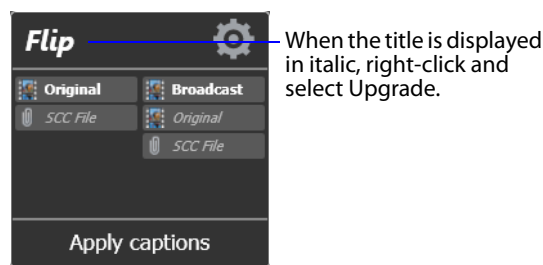 Flip
When the title is displayed
in italic, right-click and
select Upgrade.
Original
SCC File
Broadcast
Original
SCC File
Apply captions